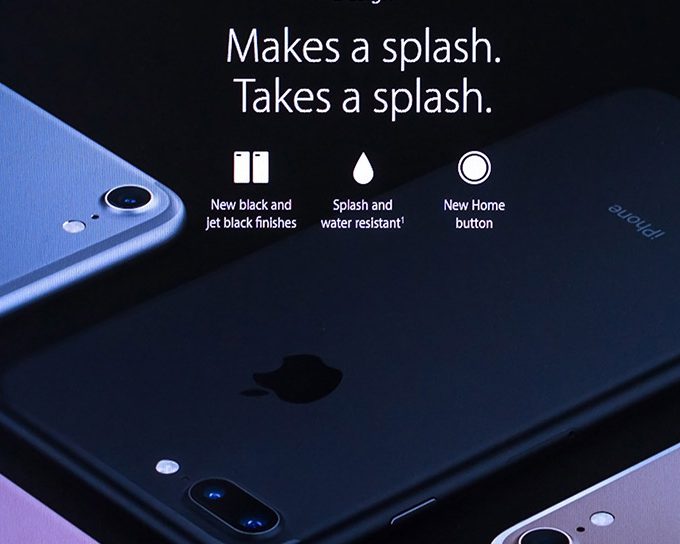 Makes a splash.
Takes a splash.
New black and
jet black finishes
Splash and
water resistant¹
New Home
button
iPhone